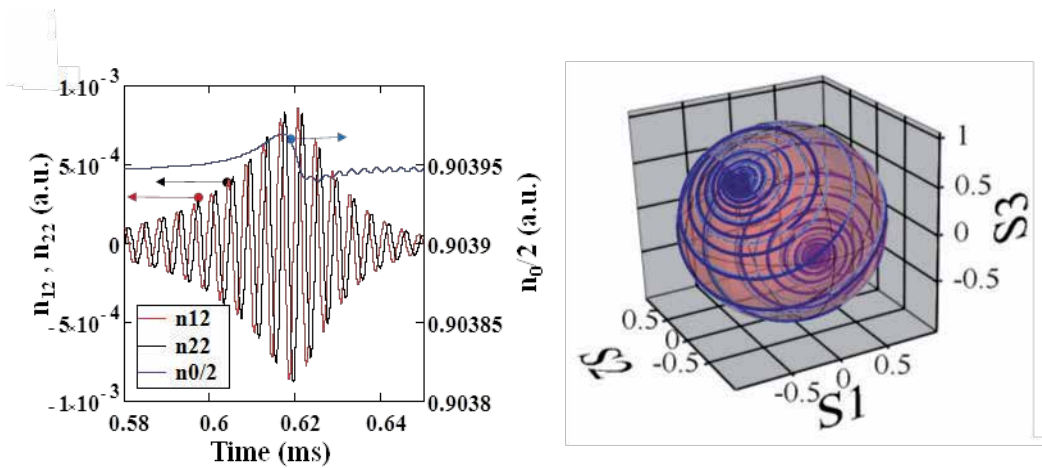 1×10⁻³
5×10⁻⁴
0
-5×10⁻⁴
-1×10⁻³
n₁₂ , n₂₂ (a.u.)
0.58
0.6
0.62
0.64
Time (ms)
n12
n22
n0/2
0.90395
0.9039
0.90385
0.9038
n₀/2 (a.u.)
1
0.5
0
-0.5
S3
0.5
0
-0.5
S2
-0.5
0
0.5
S1